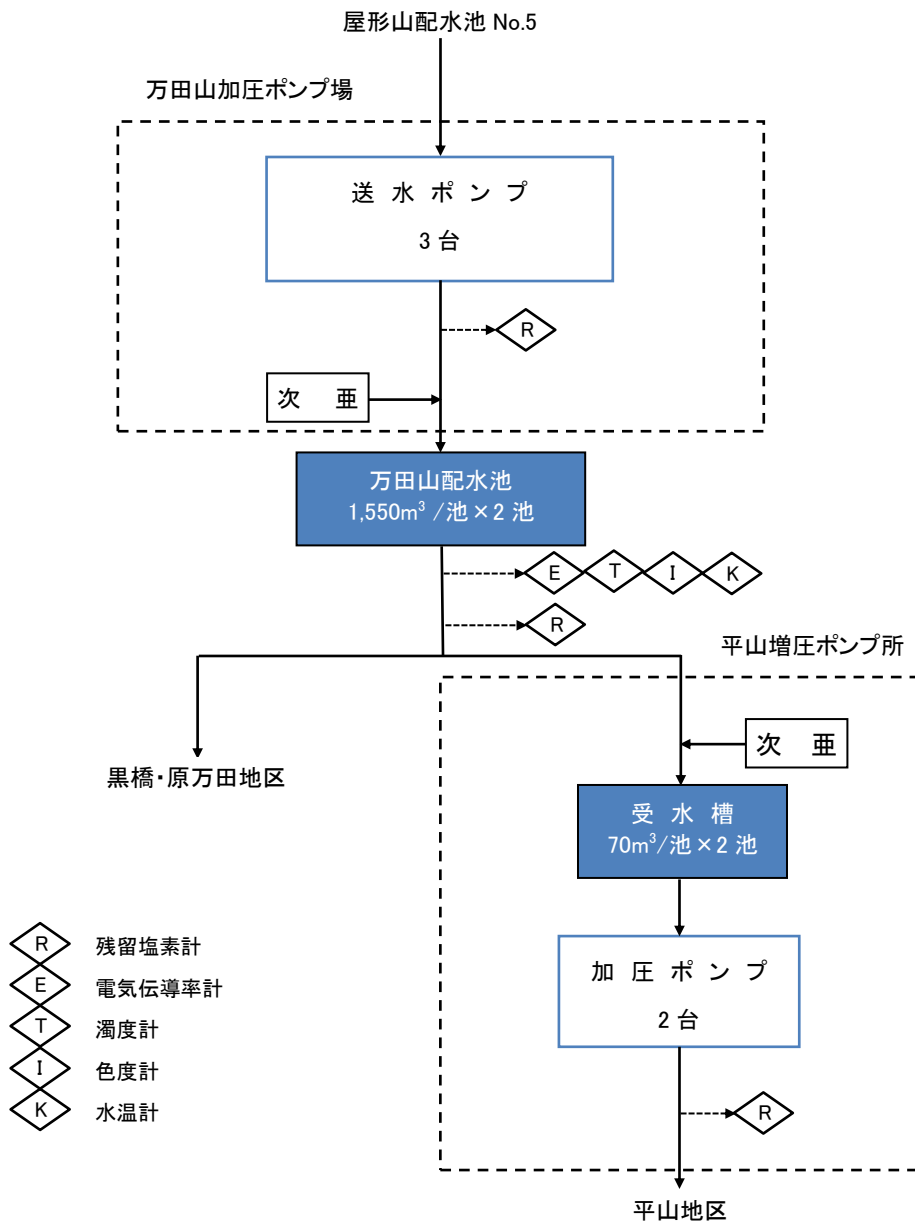 屋形山配水池 No.5
万田山加圧ポンプ場
送水ポンプ
3 台
R
次 亜
万田山配水池
1,550m³ /池×2 池
E T I K
R
平山増圧ポンプ所
次 亜
黒橋・原万田地区
受 水 槽
70m³/池×2 池
加 圧 ポ ン プ
2 台
R
平山地区
R 残留塩素計
E 電気伝導率計
T 濁度計
I 色度計
K 水温計